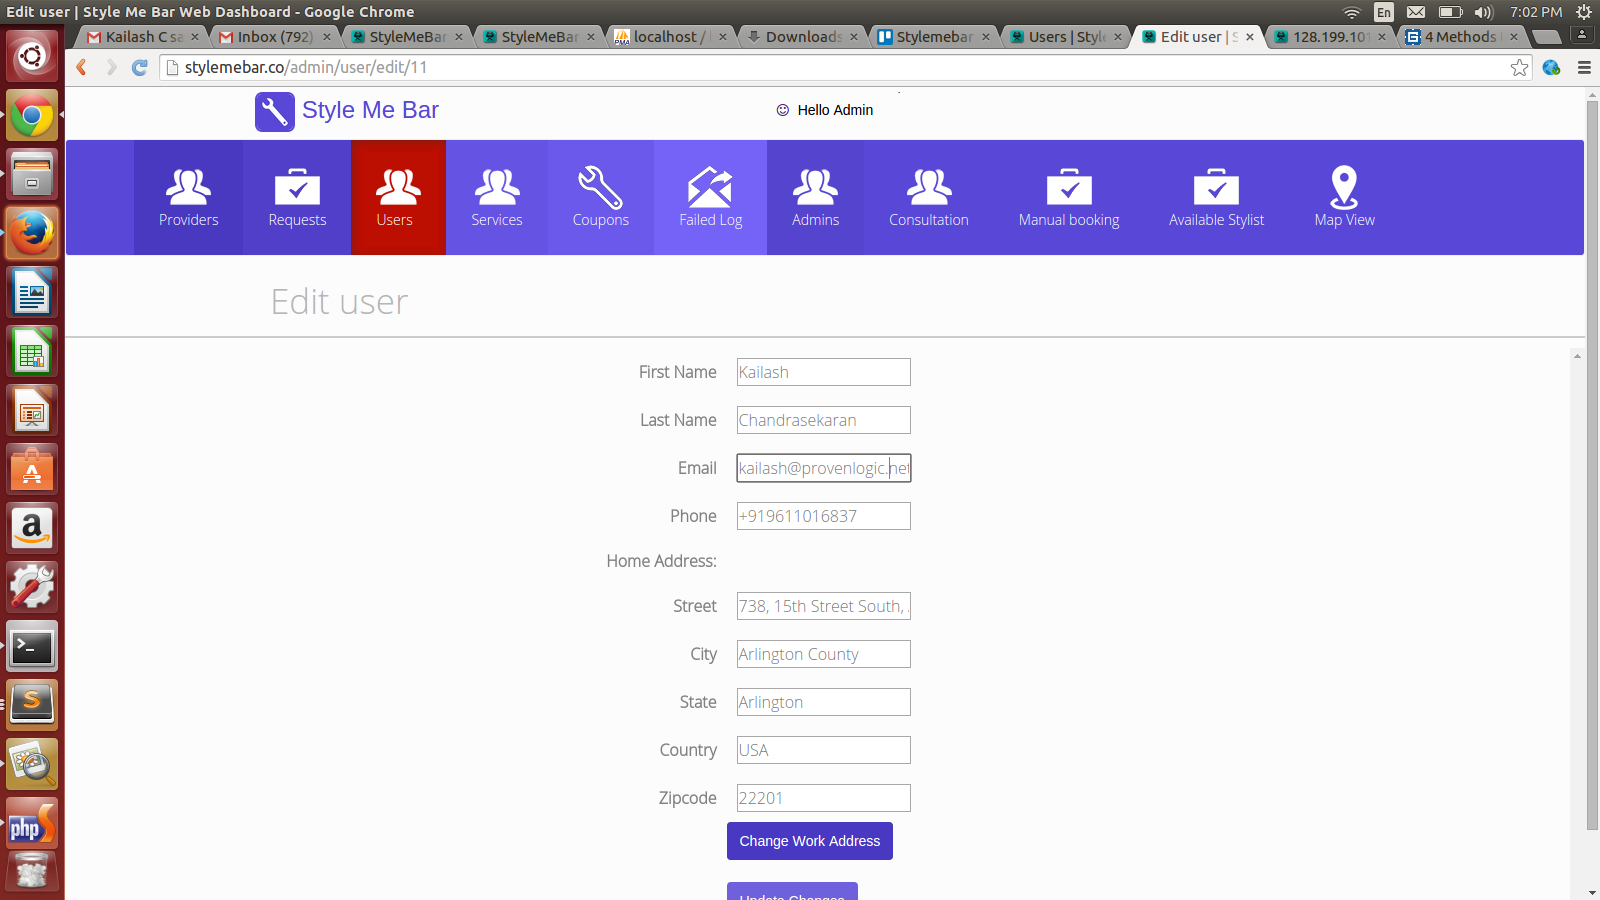 Edit user | Style Me Bar Web Dashboard - Google Chrome
En
7:02 PM
Kailash C sa
Inbox (792)
StyleMeBar
StyleMeBar
localhost /
Downloads
Stylemebar
Users | Style
Edit user | S
128.199.101
4 Methods
stylemebar.co/admin/user/edit/11
Style Me Bar
Hello Admin
Providers
Requests
Users
Services
Coupons
Failed Log
Admins
Consultation
Manual booking
Available Stylist
Map View
Edit user
First Name Kailash
Last Name Chandrasekaran
Email kailash@provenlogic.net
Phone +919611016837
Home Address:
Street 738, 15th Street South,
City Arlington County
State Arlington
Country USA
Zipcode 22201
Change Work Address
Update Changes